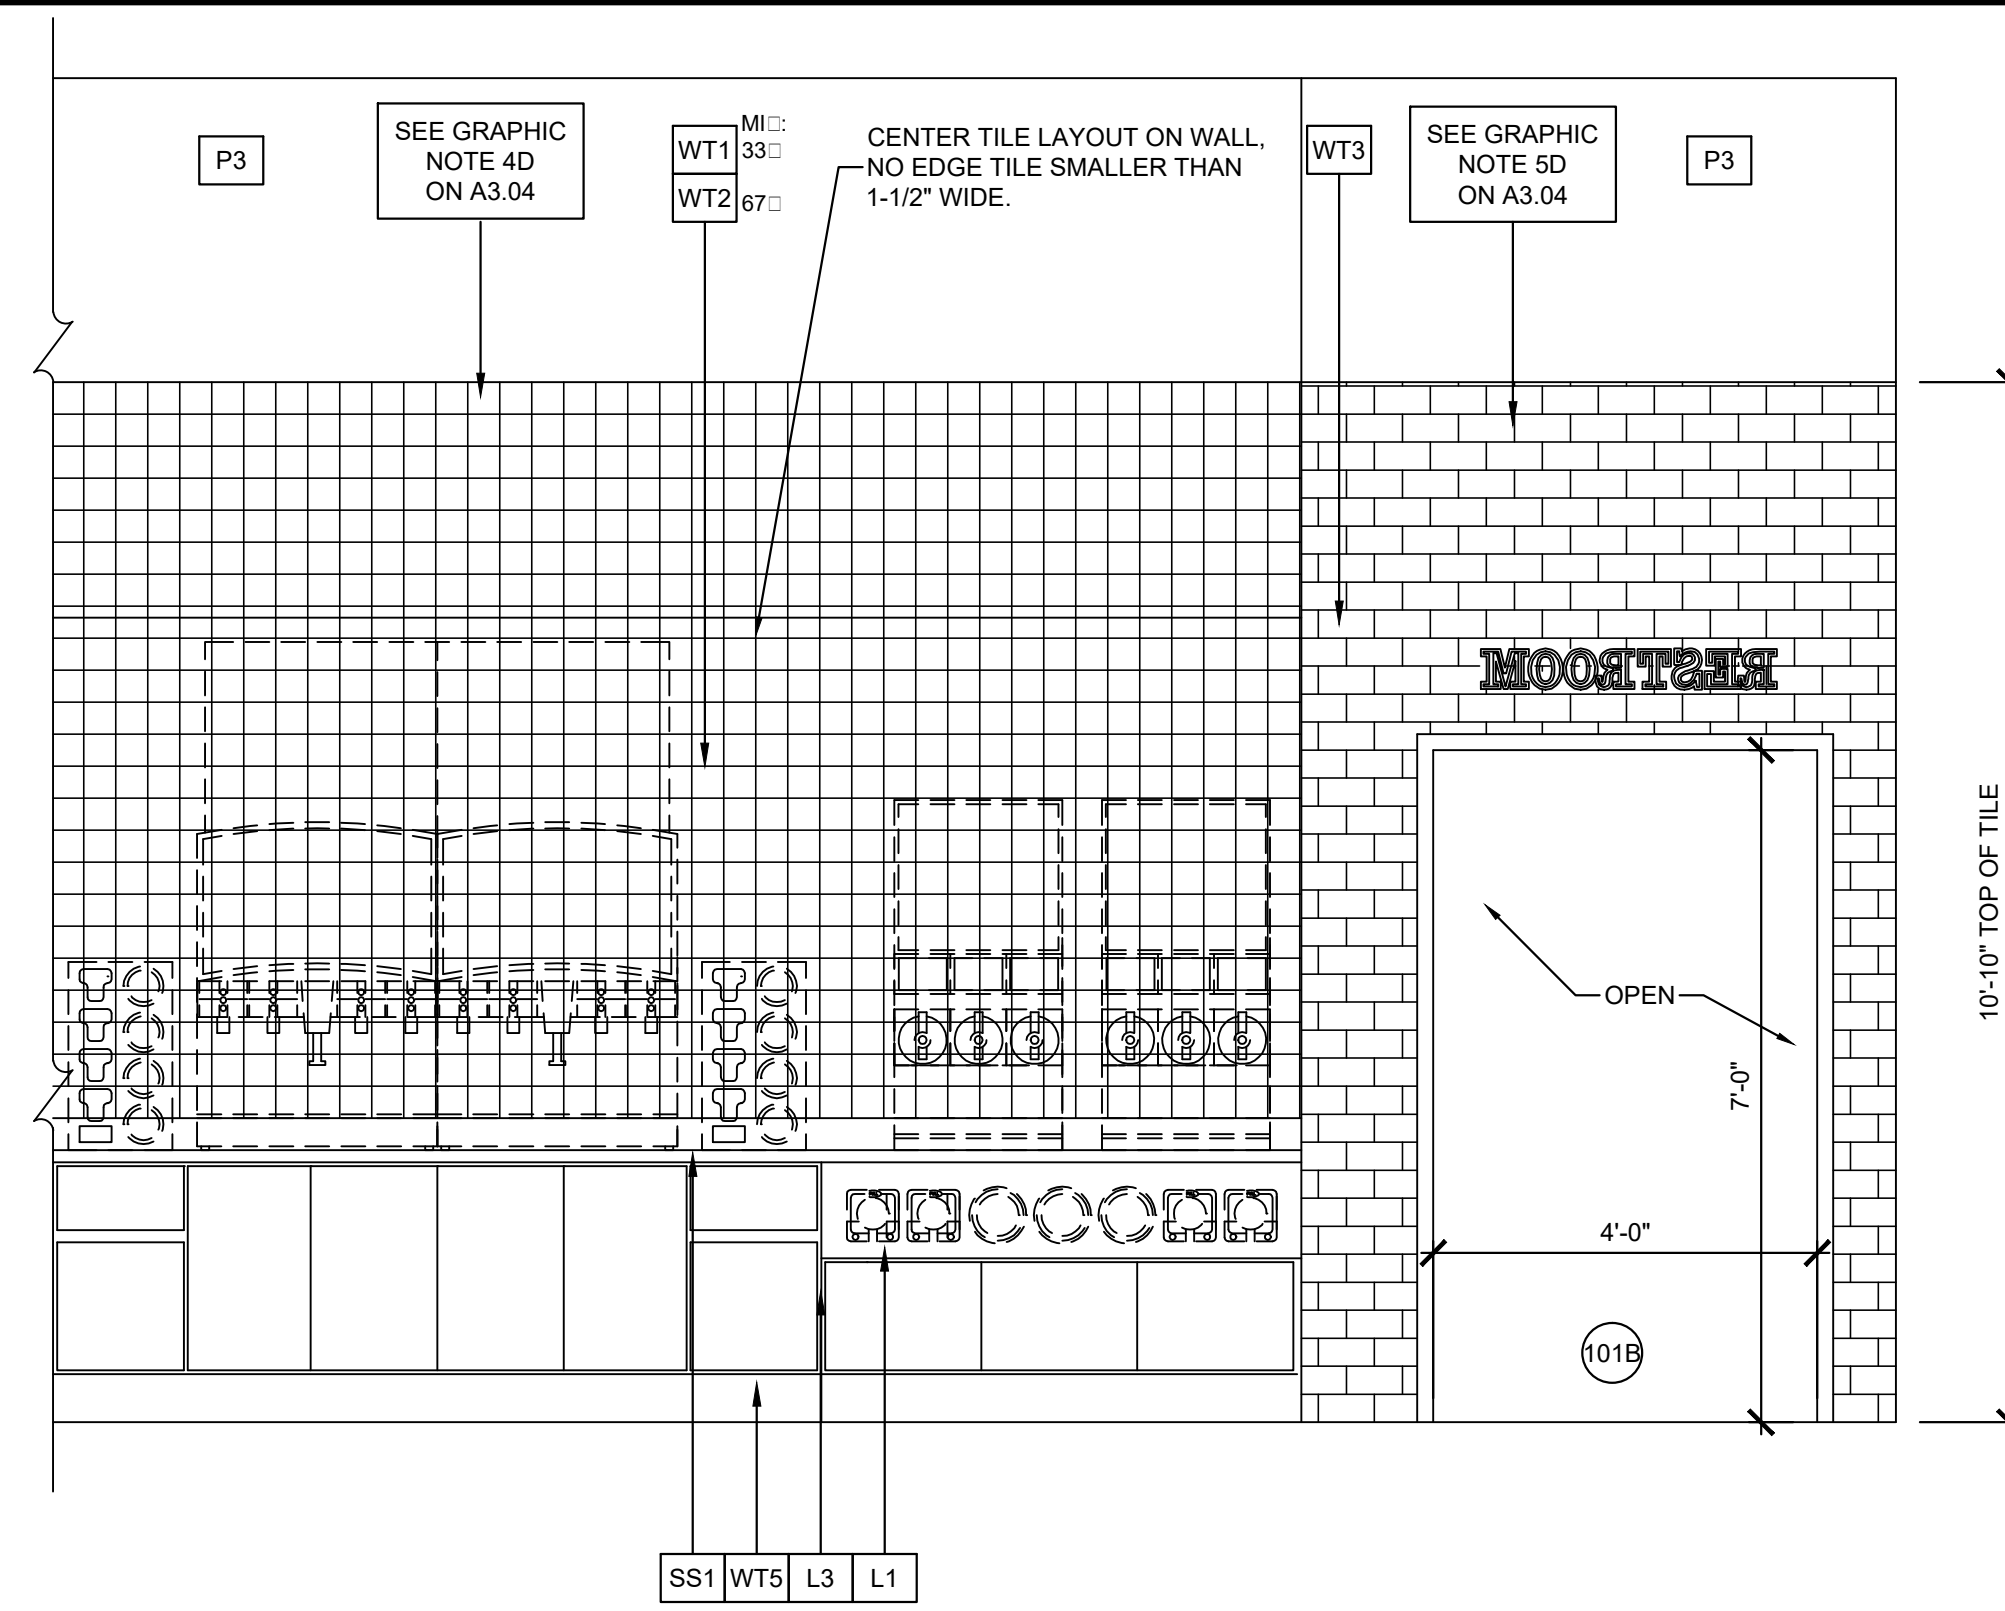 P3
SEE GRAPHIC
NOTE 4D
ON A3.04
WT1
MI□:
33□
WT2
67□
CENTER TILE LAYOUT ON WALL,
NO EDGE TILE SMALLER THAN
1-1/2" WIDE.
WT3
SEE GRAPHIC
NOTE 5D
ON A3.04
P3
RESTROOM
OPEN
7'-0"
4'-0"
101B
10'-10" TOP OF TILE
SS1
WT5
L3
L1